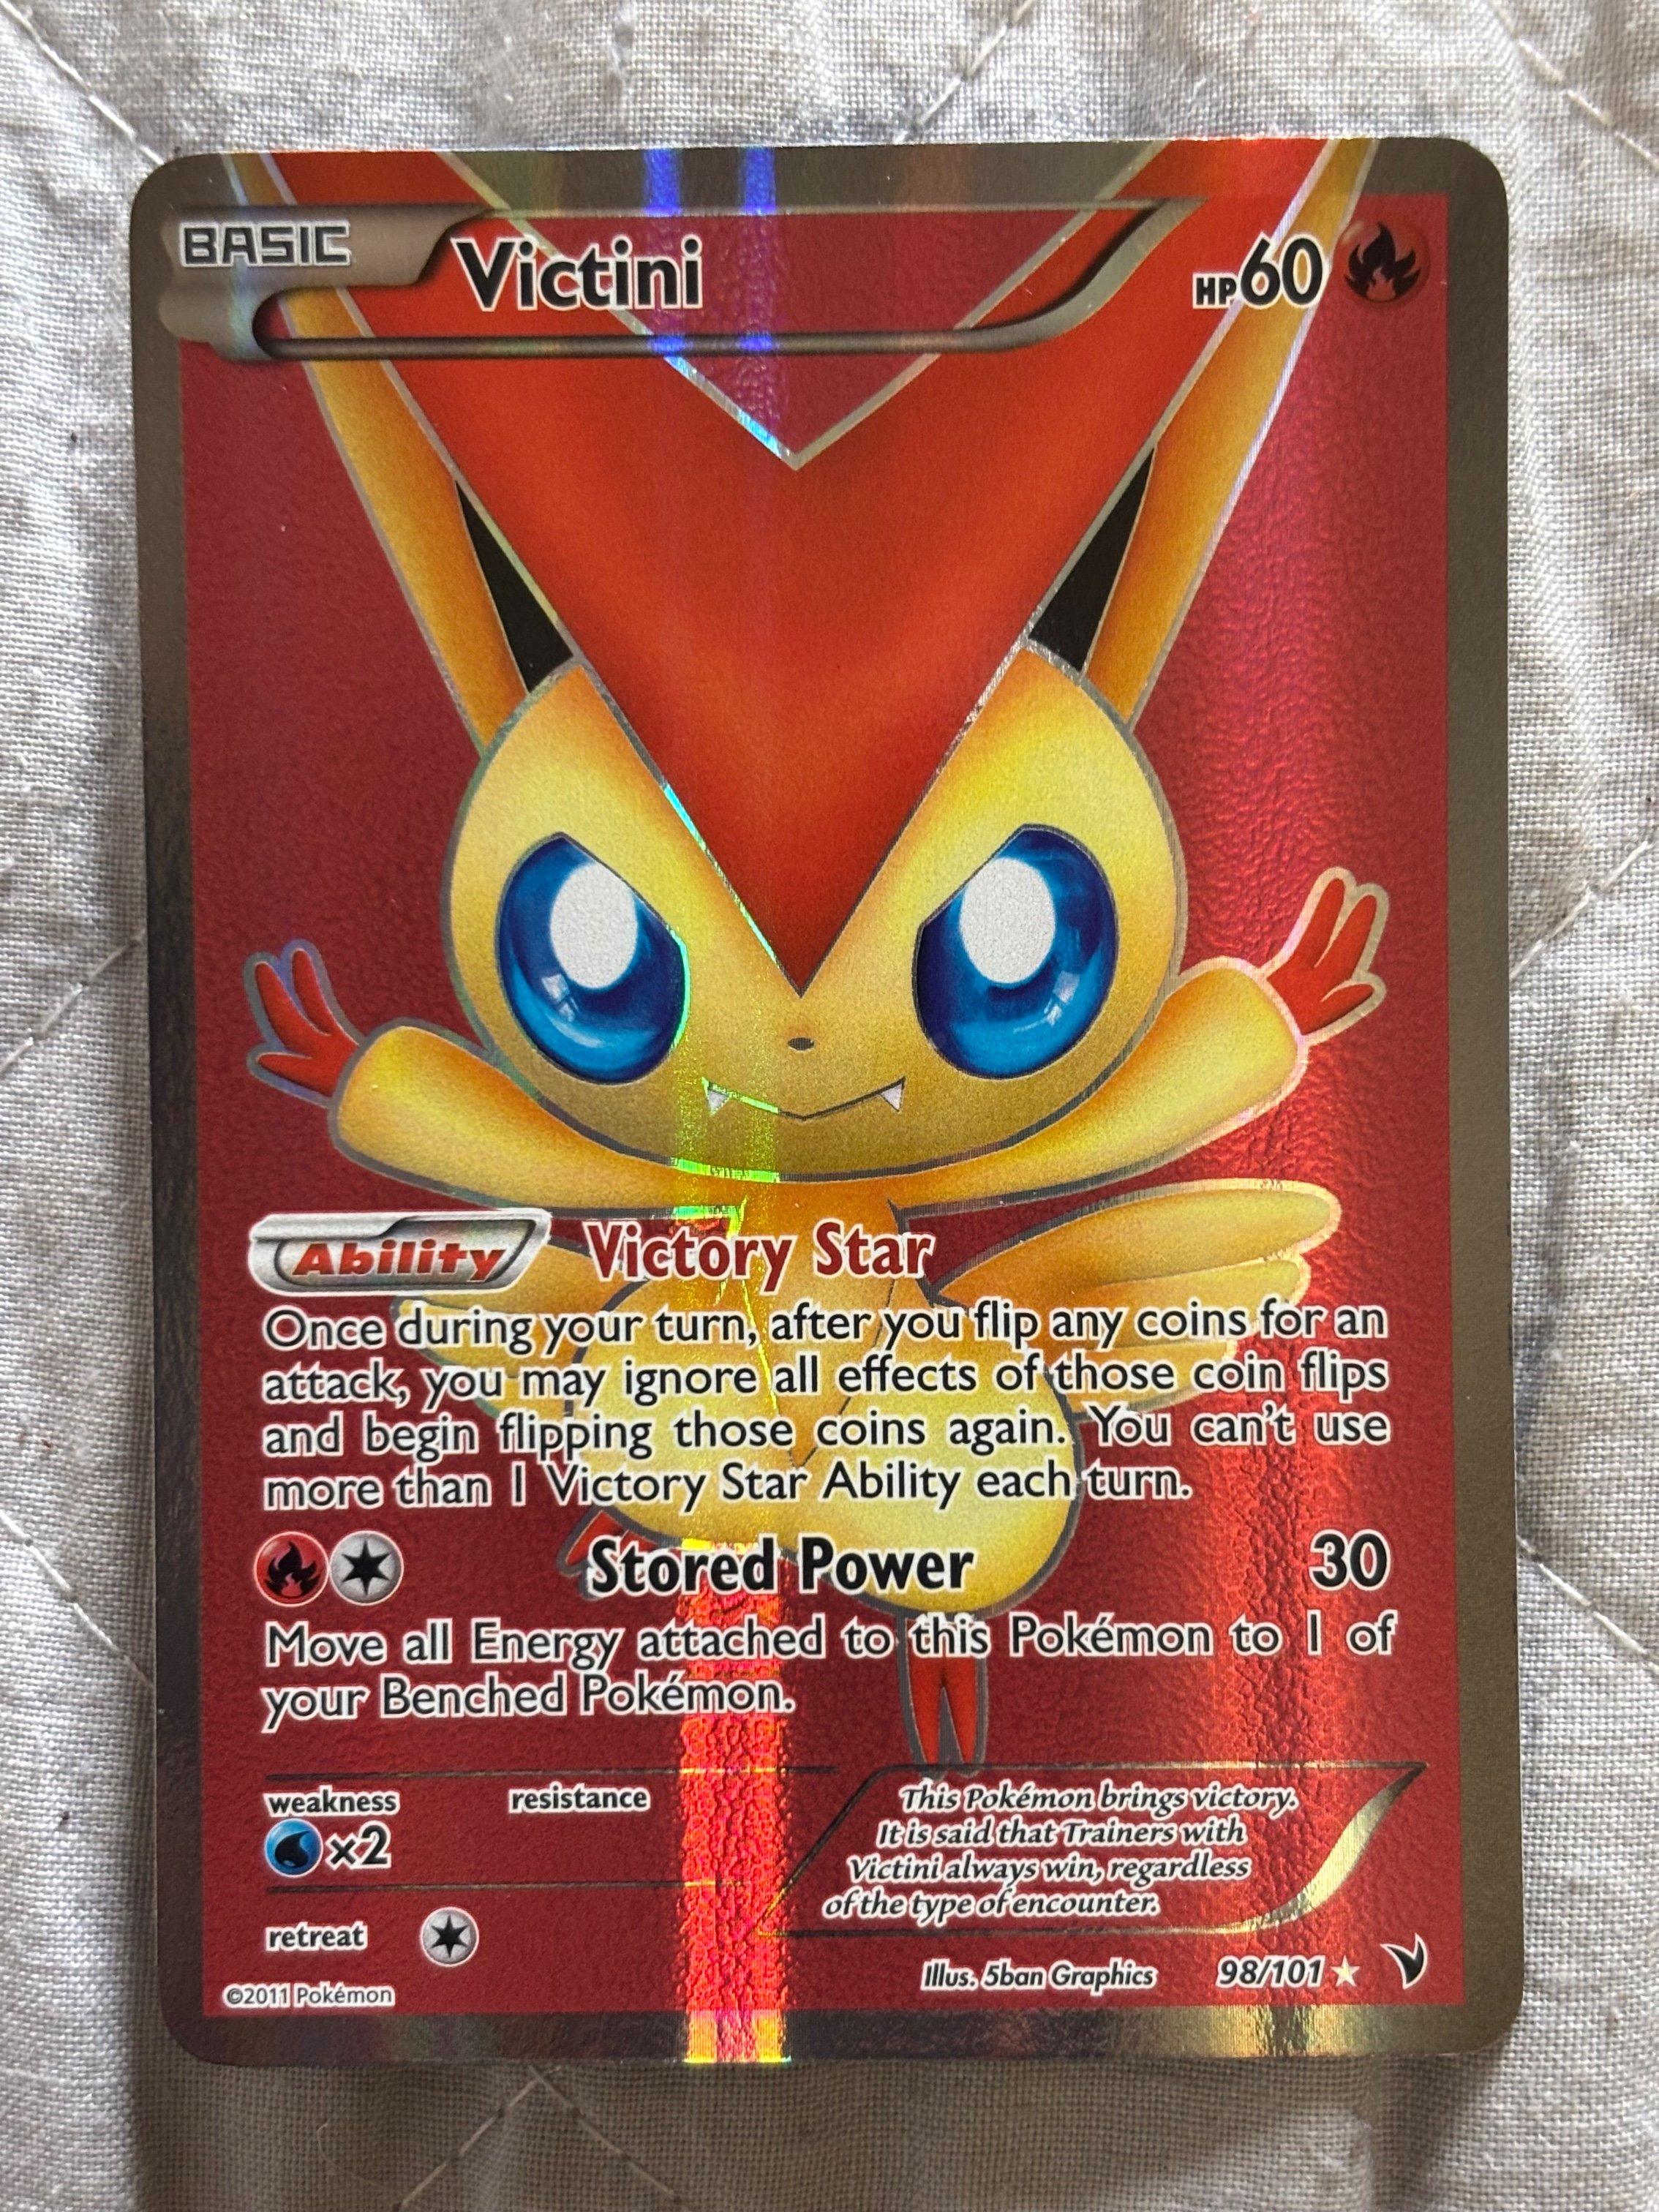 BASIC Victini HP60
Ability Victory Star
Once during your turn, after you flip any coins for an
attack, you may ignore all effects of those coin flips
and begin flipping those coins again. You can't use
more than 1 Victory Star Ability each turn.
Stored Power 30
Move all Energy attached to this Pokémon to 1 of
your Benched Pokémon.
weakness resistance
×2
retreat
This Pokémon brings victory.
It is said that Trainers with
Victini always win, regardless
of the type of encounter.
Illus. 5ban Graphics 98/101 ★
©2011 Pokémon